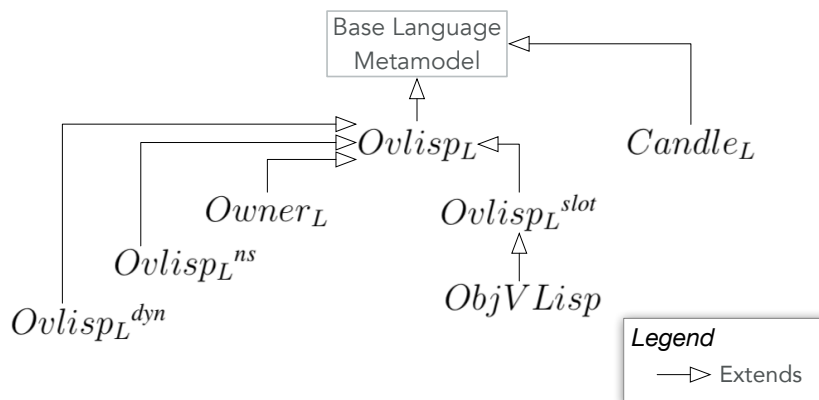 Base Language
Metamodel
Ovlisp_L
Candle_L
Owner_L
Ovlisp_L^slot
Ovlisp_L^ns
ObjVLisp
Ovlisp_L^dyn
Legend
Extends